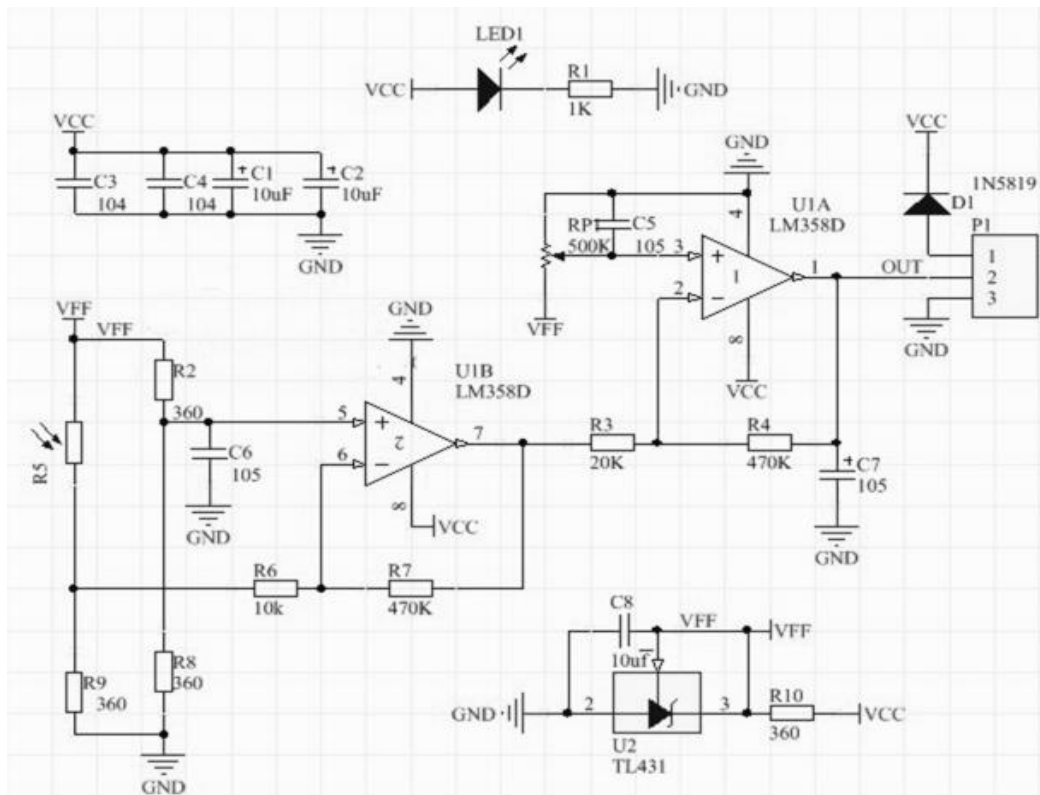 LED1
VCC
R1
1K
GND
VCC
C3
104
C4
104
+
C1
10uF
+
C2
10uF
GND
GND
4
U1A
LM358D
RP1
500K
C5
105
3
+
1
1
2
−
8
VCC
VFF
OUT
VCC
1N5819
D1
P1
1
2
3
GND
VFF
VFF
R2
360
R5
C6
105
GND
GND
4
U1B
LM358D
5
+
2
7
6
−
8
VCC
R3
20K
R4
470K
+
C7
105
GND
R6
10k
R7
470K
R9
360
R8
360
GND
C8
10uf
VFF
VFF
GND
2
3
R10
360
VCC
U2
TL431